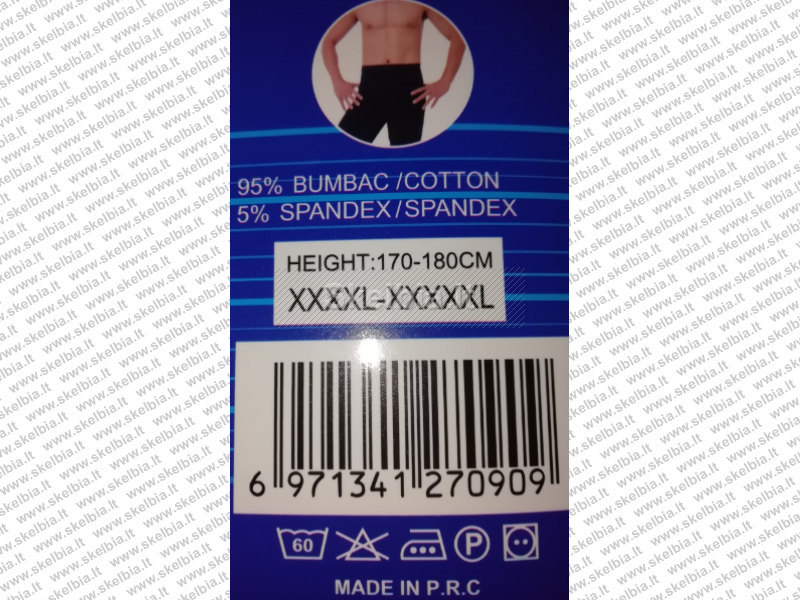 95% BUMBAC/COTTON
5% SPANDEX/SPANDEX
HEIGHT:170-180CM
XXXXL-XXXXXL
6 971341 270909
60
P
MADE IN P.R.C
www.skelbia.lt